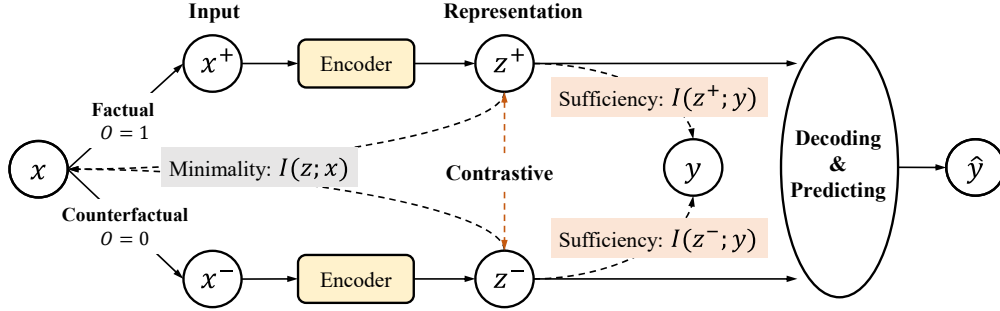 Input
Representation
x⁺
Encoder
z⁺
Sufficiency: I(z⁺; y)
Factual
O = 1
x
Minimality: I(z; x)
Contrastive
y
Decoding
&
Predicting
ŷ
Counterfactual
O = 0
Sufficiency: I(z⁻; y)
x⁻
Encoder
z⁻